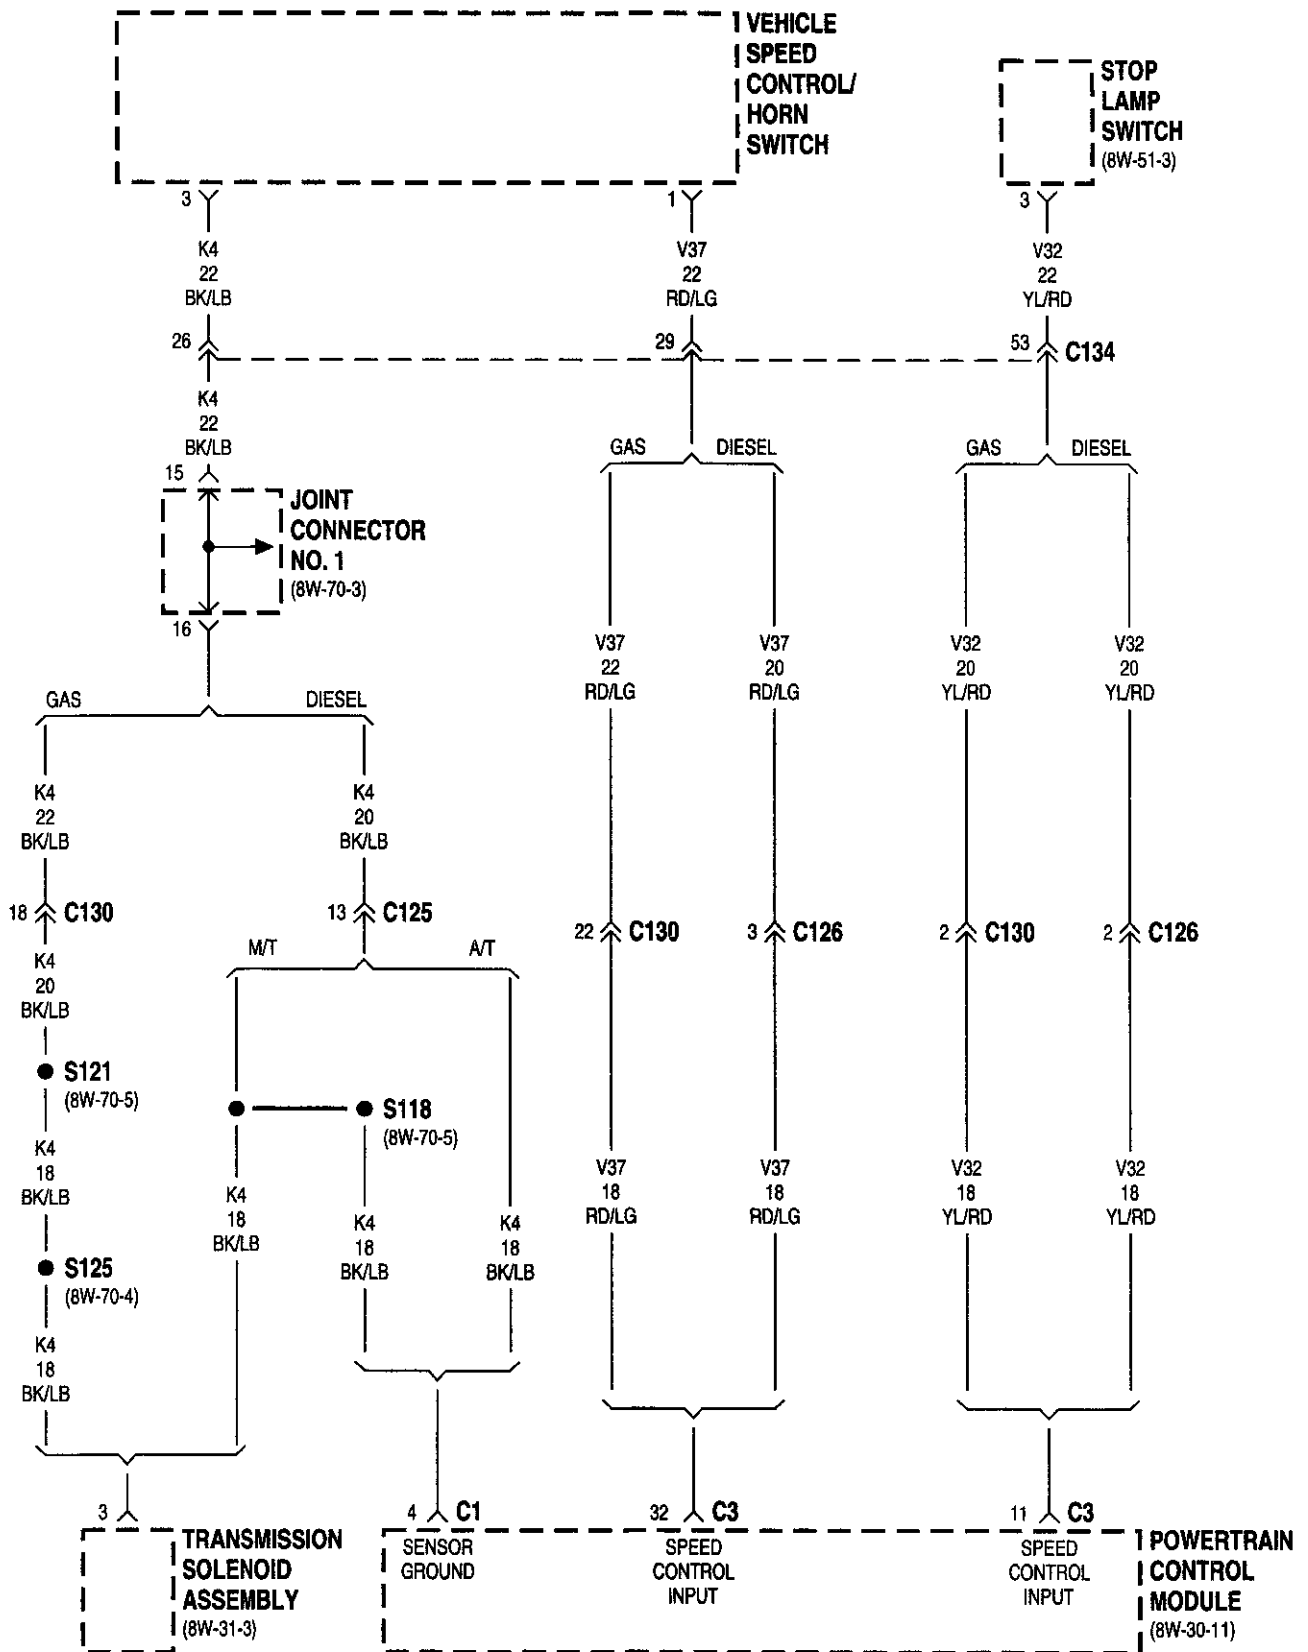 VEHICLE
SPEED
CONTROL/
HORN
SWITCH
STOP
LAMP
SWITCH
(8W-51-3)
3
1
3
K4
22
BK/LB
V37
22
RD/LG
V32
22
YL/RD
26
29
53
C134
K4
22
BK/LB
GAS
DIESEL
GAS
DIESEL
15
JOINT
CONNECTOR
NO. 1
(8W-70-3)
16
V37
22
RD/LG
V37
20
RD/LG
V32
20
YL/RD
V32
20
YL/RD
GAS
DIESEL
K4
22
BK/LB
K4
20
BK/LB
18
C130
13
C125
22
C130
3
C126
2
C130
2
C126
M/T
A/T
K4
20
BK/LB
S121
(8W-70-5)
S118
(8W-70-5)
K4
18
BK/LB
K4
18
BK/LB
K4
18
BK/LB
K4
18
BK/LB
V37
18
RD/LG
V37
18
RD/LG
V32
18
YL/RD
V32
18
YL/RD
S125
(8W-70-4)
K4
18
BK/LB
3
4
C1
32
C3
11
C3
TRANSMISSION
SOLENOID
ASSEMBLY
(8W-31-3)
SENSOR
GROUND
SPEED
CONTROL
INPUT
SPEED
CONTROL
INPUT
POWERTRAIN
CONTROL
MODULE
(8W-30-11)